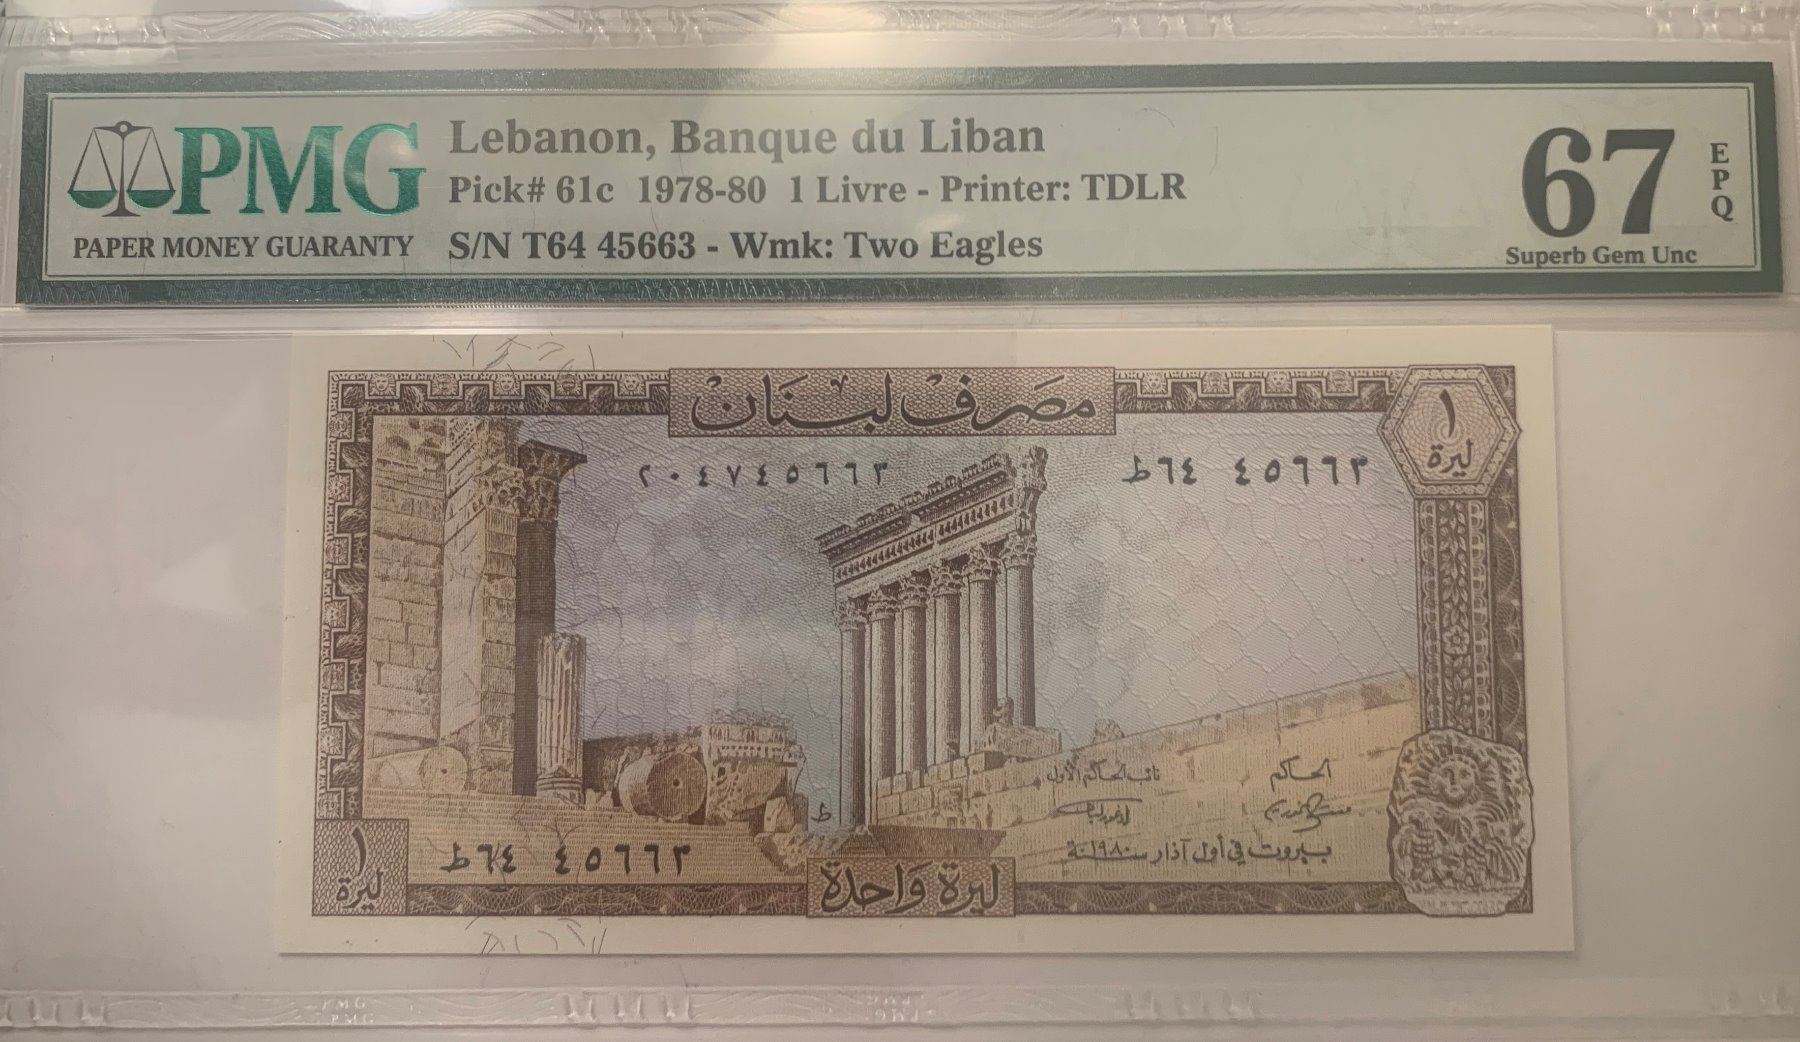 PMG
PAPER MONEY GUARANTY
Lebanon, Banque du Liban
Pick# 61c 1978-80 1 Livre - Printer: TDLR
S/N T64 45663 - Wmk: Two Eagles
67
EPQ
Superb Gem Unc
مصرف لبنان
١
ليرة
٢٠٤٧٤٥٦٦٣
ط٦٤ ٤٥٦٦٣
الحاكم
نائب الحاكم الأول
ط
ط٦٤ ٤٥٦٦٣
بيروت في أول آذار سنة ١٩٨٠
١
ليرة
ليرة واحدة
PMG
PMG